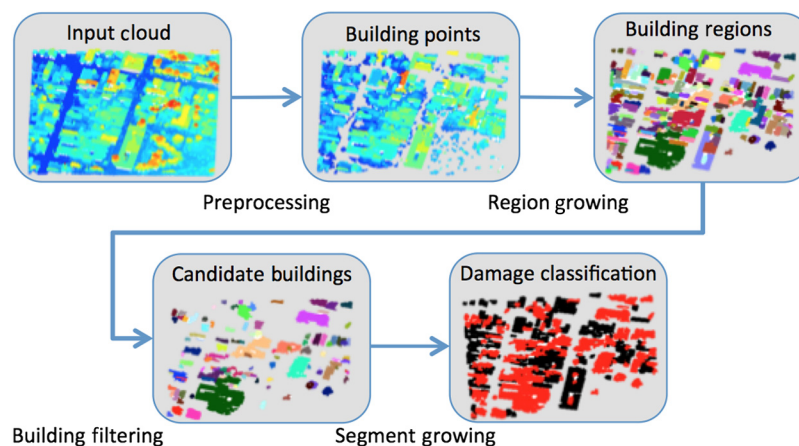 Input cloud
Building points
Building regions
Preprocessing
Region growing
Candidate buildings
Damage classification
Building filtering
Segment growing